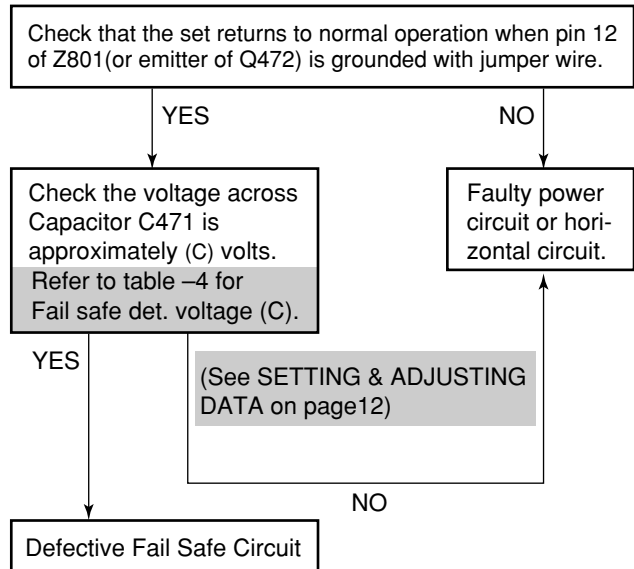 Check that the set returns to normal operation when pin 12
of Z801(or emitter of Q472) is grounded with jumper wire.
YES
NO
Check the voltage across
Capacitor C471 is
approximately (C) volts.
Refer to table –4 for
Fail safe det. voltage (C).
Faulty power
circuit or hori-
zontal circuit.
YES
(See SETTING & ADJUSTING
DATA on page12)
NO
Defective Fail Safe Circuit